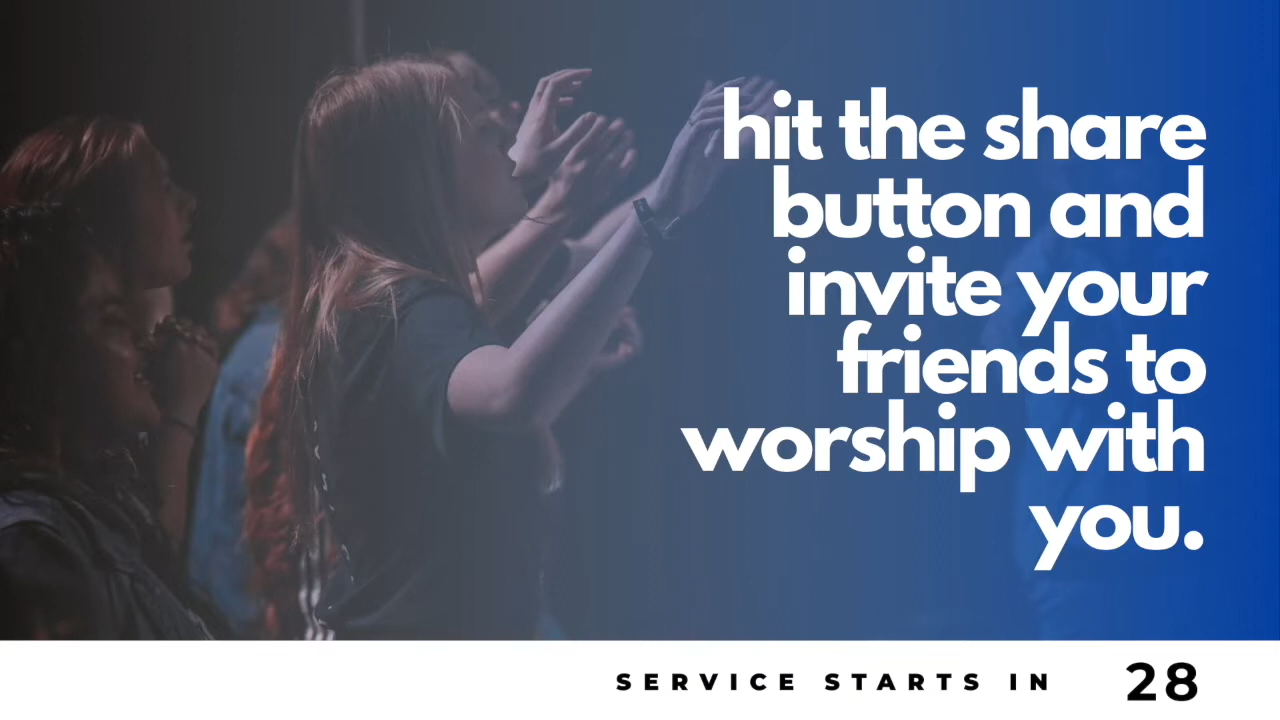 hit the share
button and
invite your
friends to
worship with
you.
SERVICE STARTS IN 28